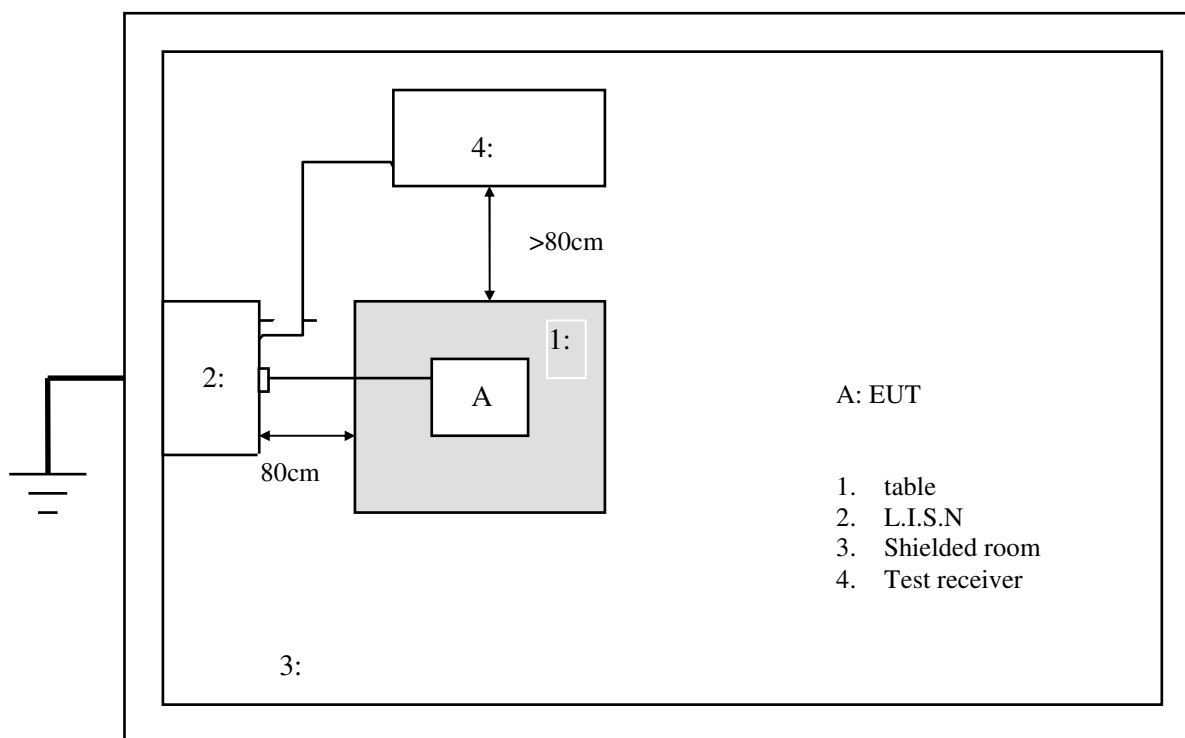 4:
>80cm
1:
2:
A
A: EUT
80cm
1. table
2. L.I.S.N
3. Shielded room
4. Test receiver
3: